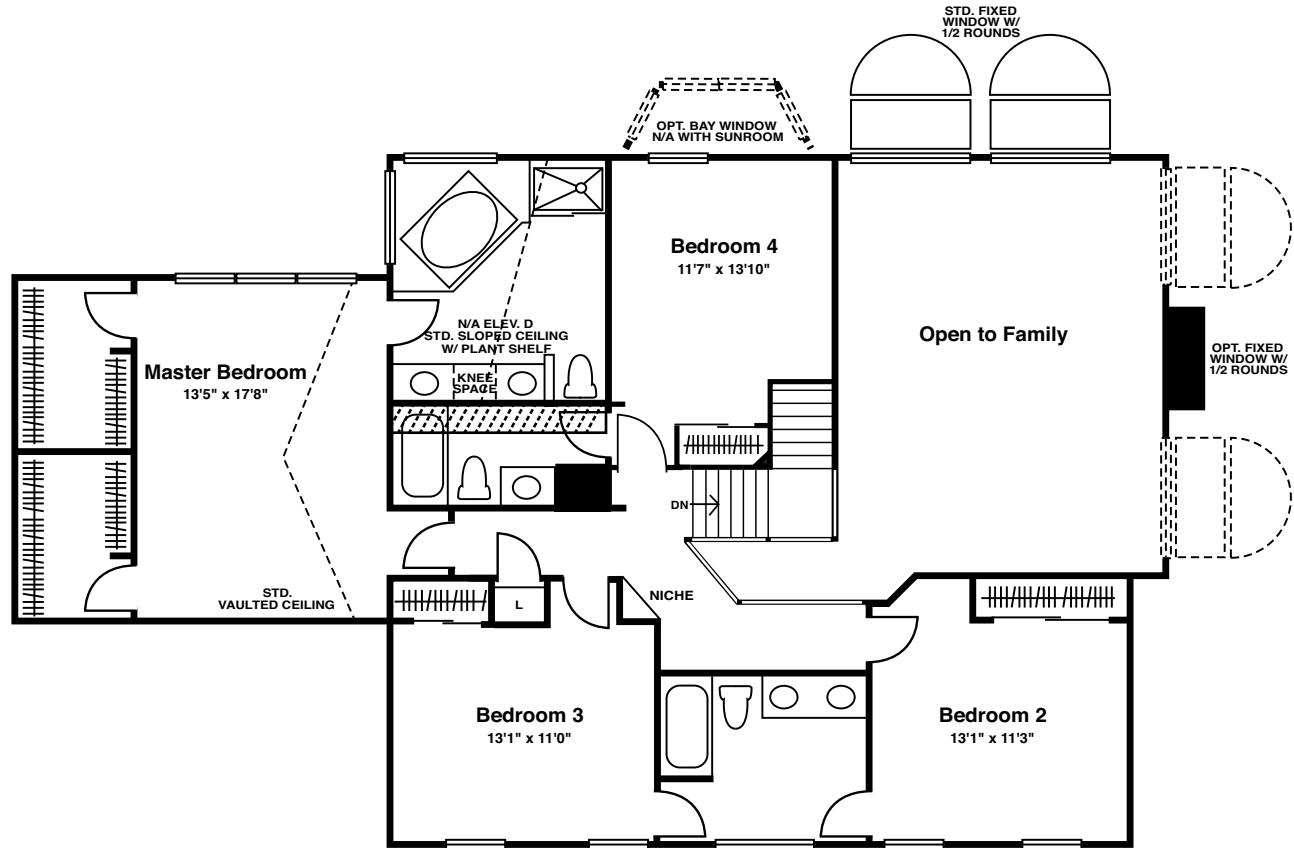 STD. FIXED
WINDOW W/
1/2 ROUNDS
OPT. BAY WINDOW
N/A WITH SUNROOM
Bedroom 4
11'7" x 13'10"
Open to Family
OPT. FIXED
WINDOW W/
1/2 ROUNDS
N/A ELEV. D
STD. SLOPED CEILING
W/ PLANT SHELF
KNEE
SPACE
Master Bedroom
13'5" x 17'8"
DN
STD.
VAULTED CEILING
L
NICHE
Bedroom 3
13'1" x 11'0"
Bedroom 2
13'1" x 11'3"